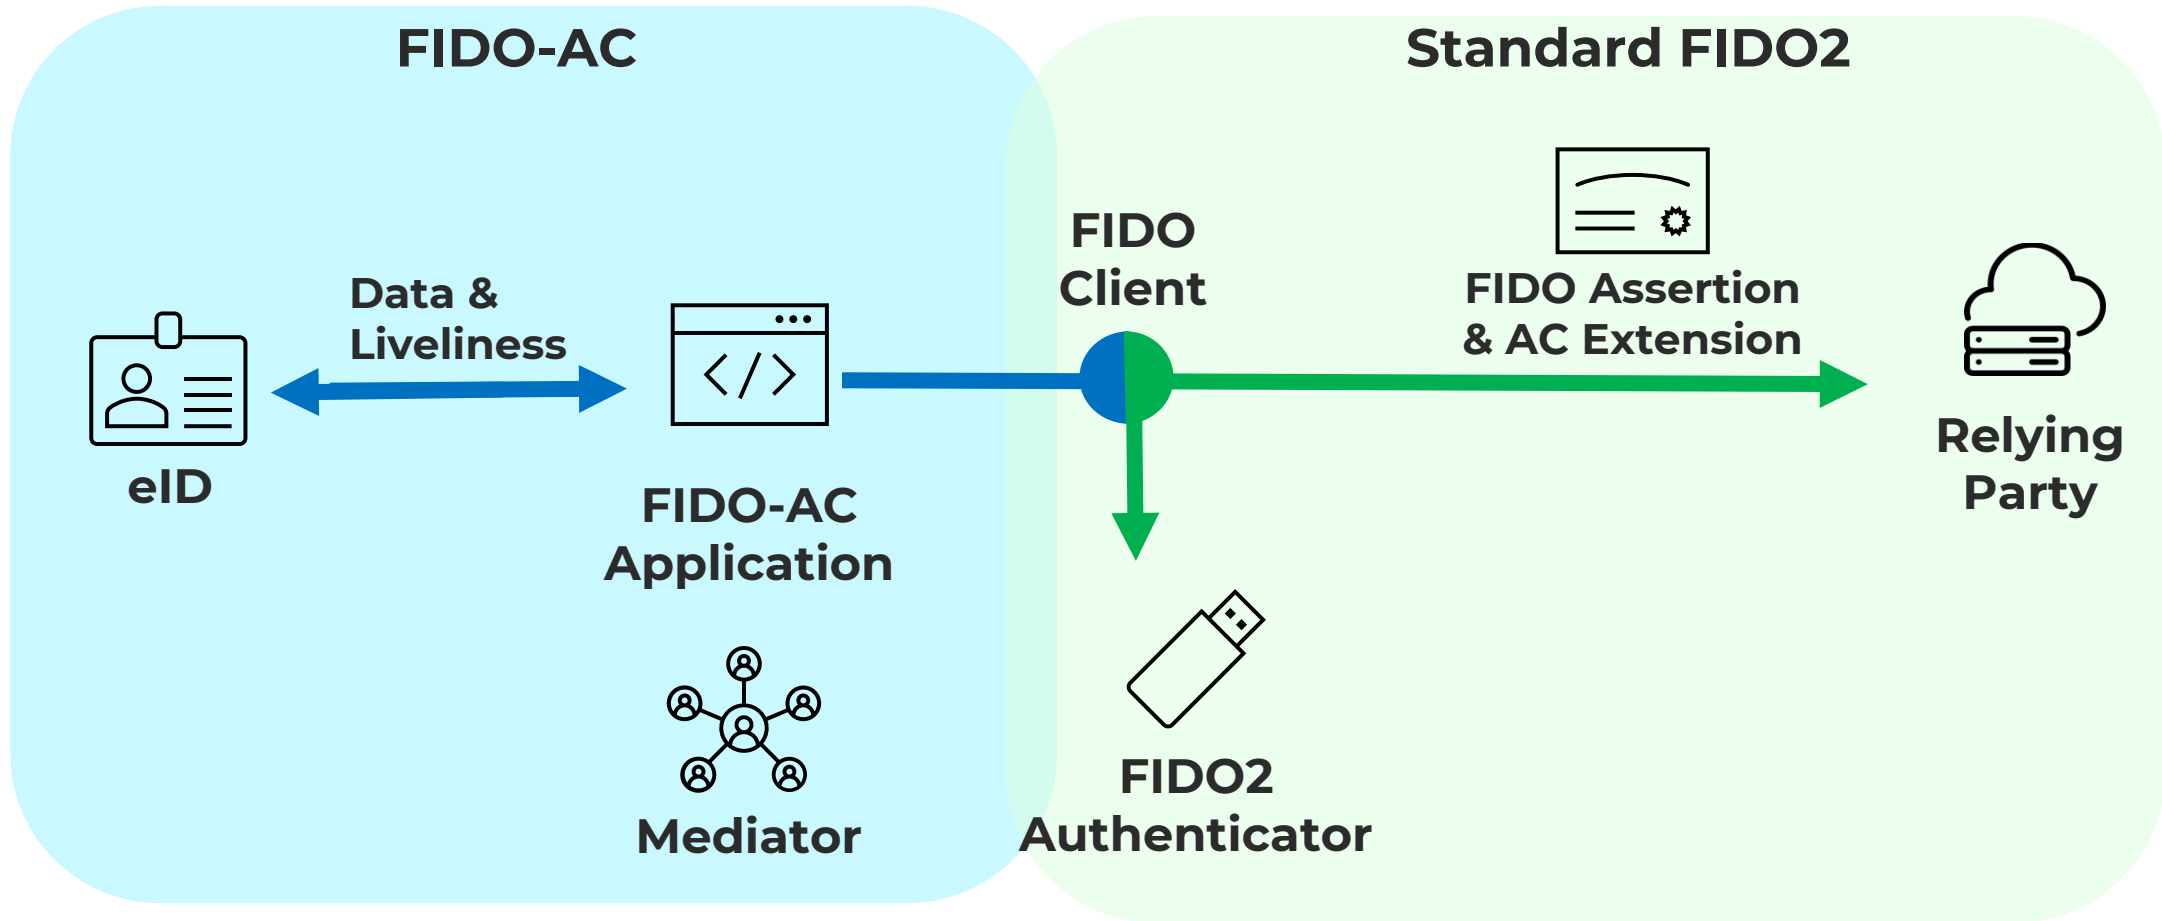 FIDO-AC
Standard FIDO2
Data &
Liveliness
eID
FIDO-AC
Application
Mediator
FIDO
Client
FIDO2
Authenticator
FIDO Assertion
& AC Extension
Relying
Party